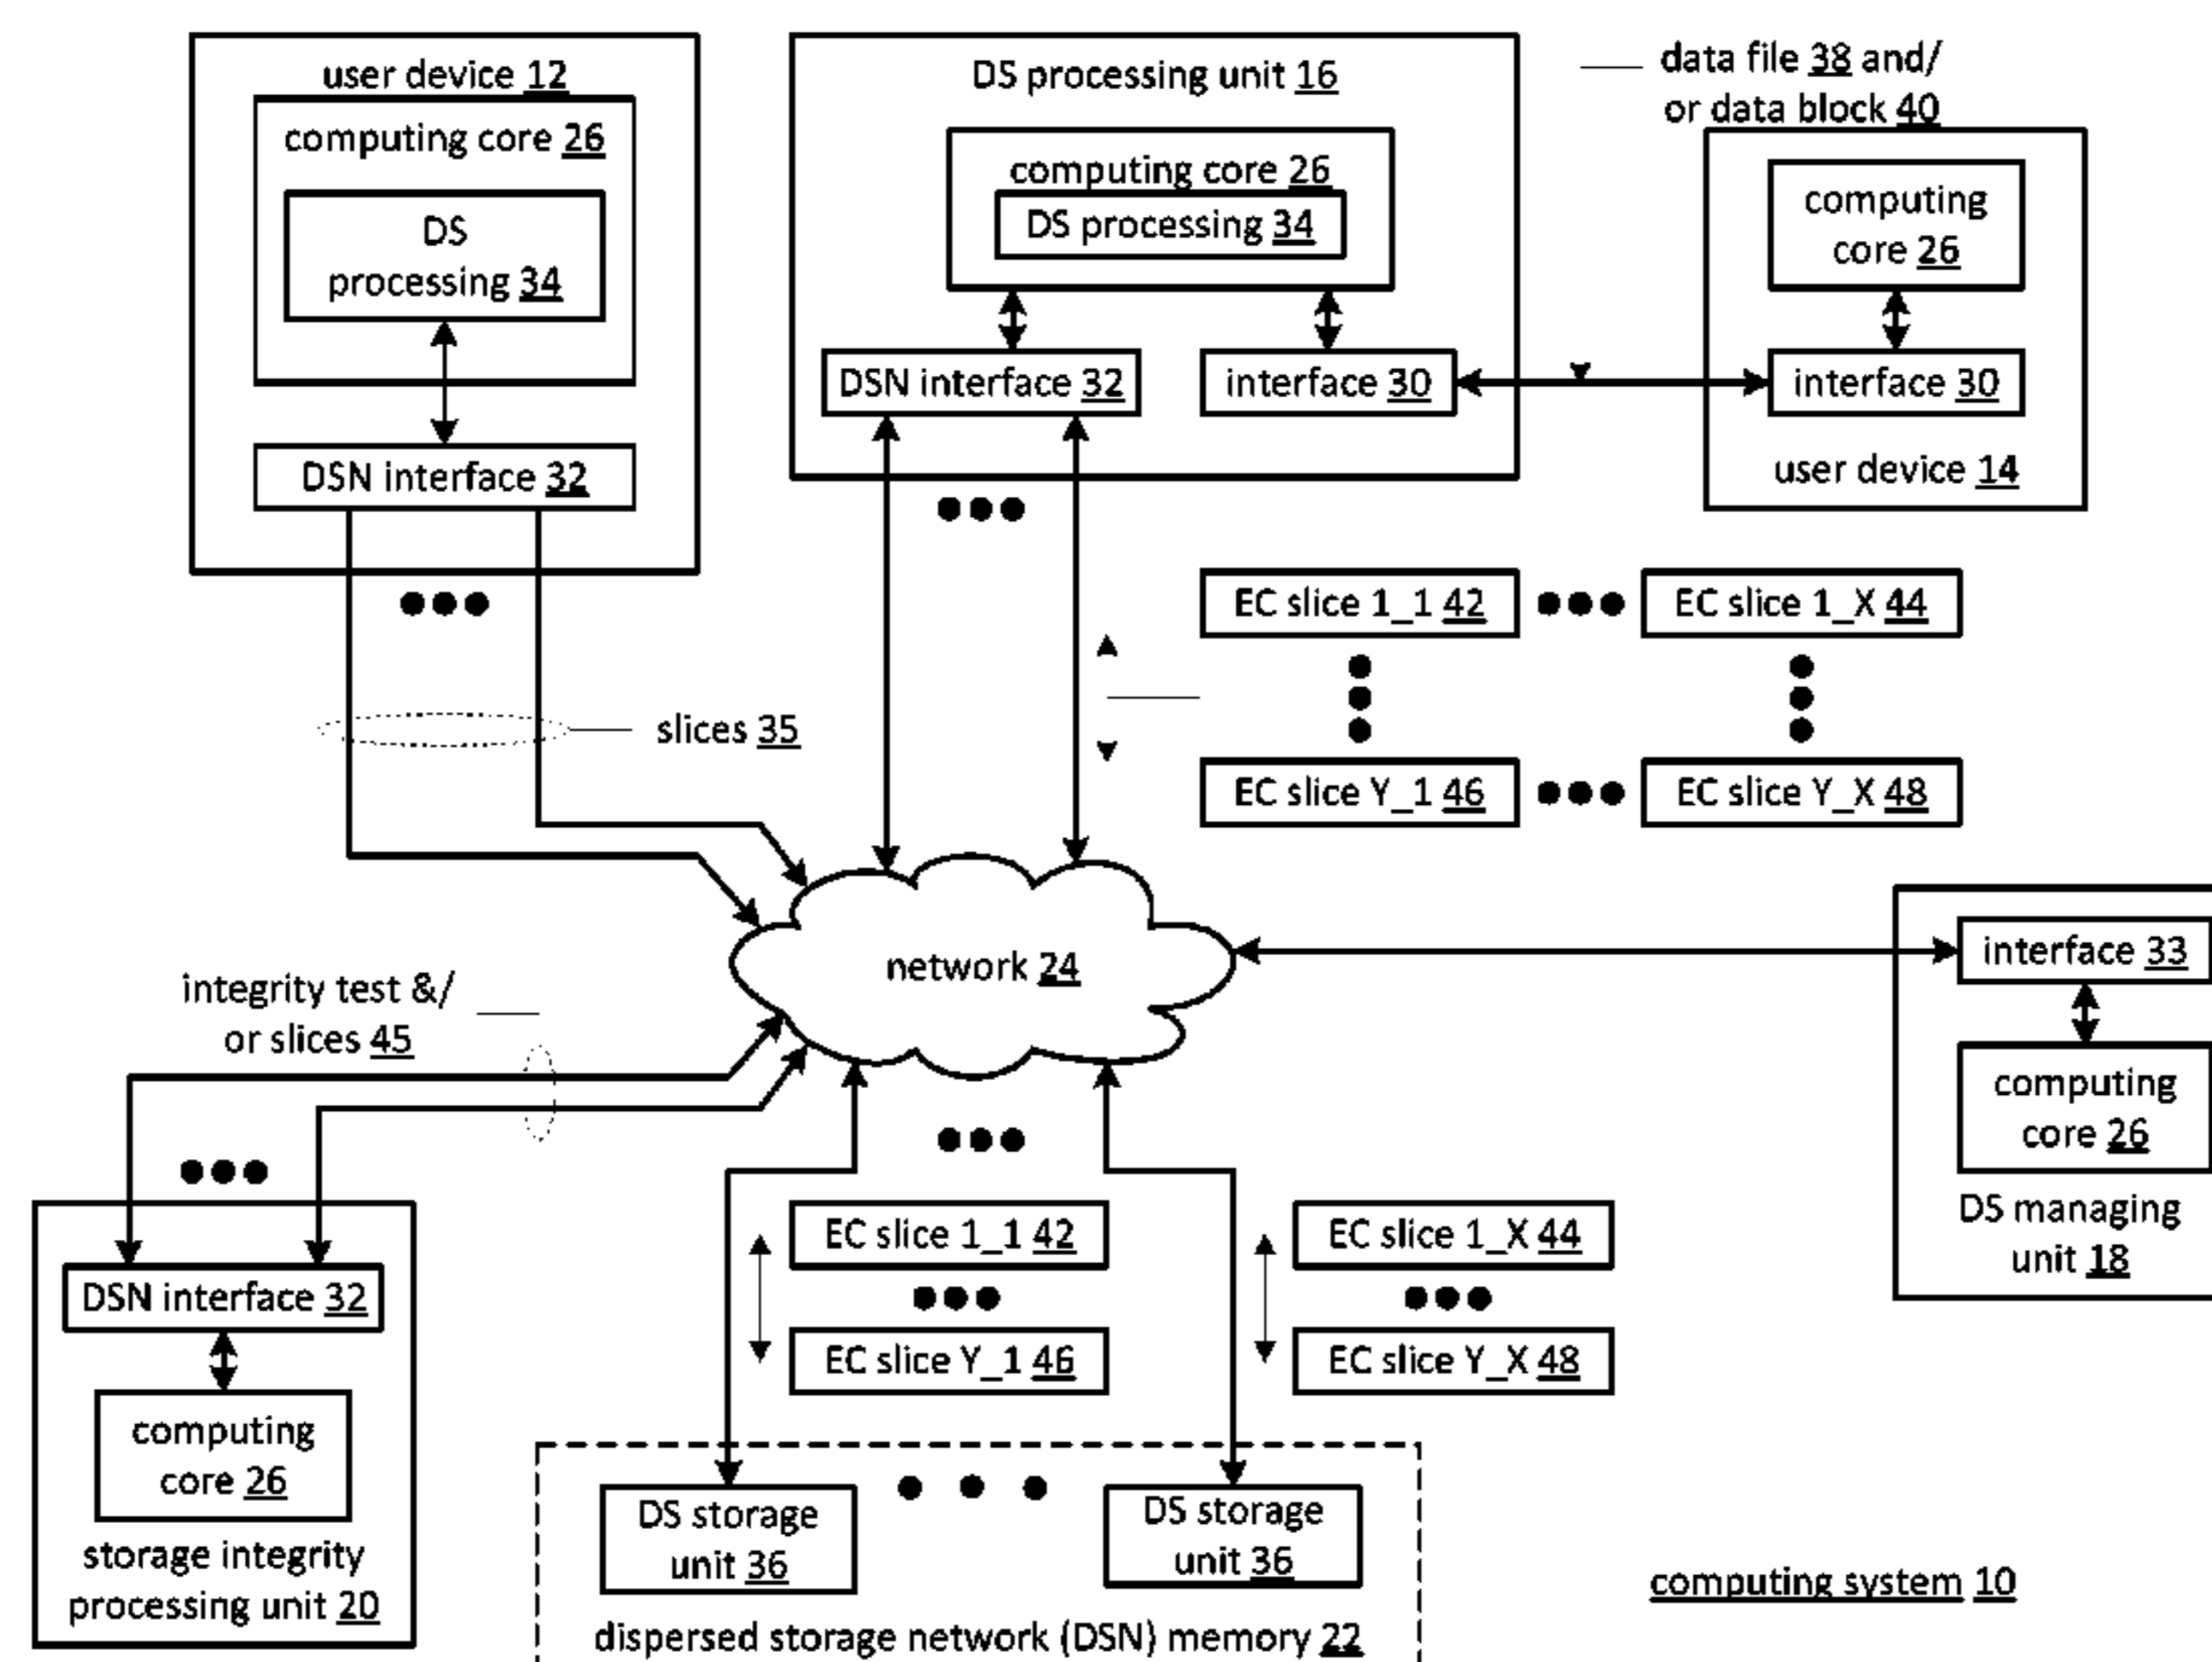 user device 12
computing core 26
DS
processing 34
DSN interface 32
DS processing unit 16
computing core 26
DS processing 34
DSN interface 32
interface 30
data file 38 and/
or data block 40
computing
core 26
interface 30
user device 14
slices 35
EC slice 1_1 42
EC slice 1_X 44
EC slice Y_1 46
EC slice Y_X 48
network 24
interface 33
computing
core 26
DS managing
unit 18
integrity test &/
or slices 45
DSN interface 32
computing
core 26
storage integrity
processing unit 20
EC slice 1_1 42
EC slice Y_1 46
EC slice 1_X 44
EC slice Y_X 48
DS storage
unit 36
DS storage
unit 36
dispersed storage network (DSN) memory 22
computing system 10